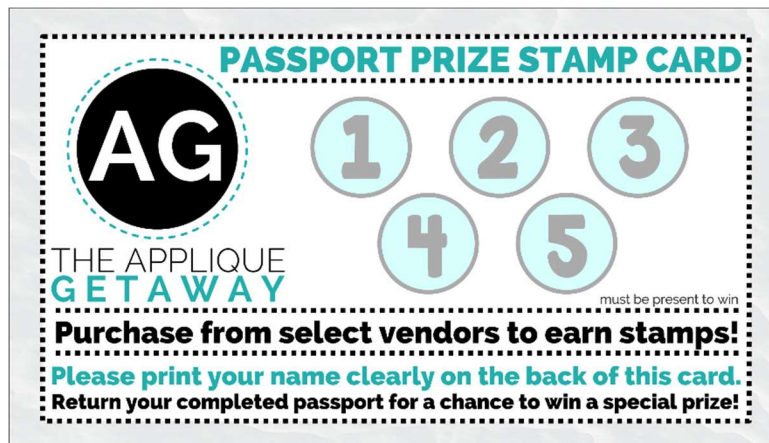 PASSPORT PRIZE STAMP CARD
AG
THE APPLIQUE
GETAWAY
1 2 3
4 5
must be present to win
Purchase from select vendors to earn stamps!
Please print your name clearly on the back of this card.
Return your completed passport for a chance to win a special prize!